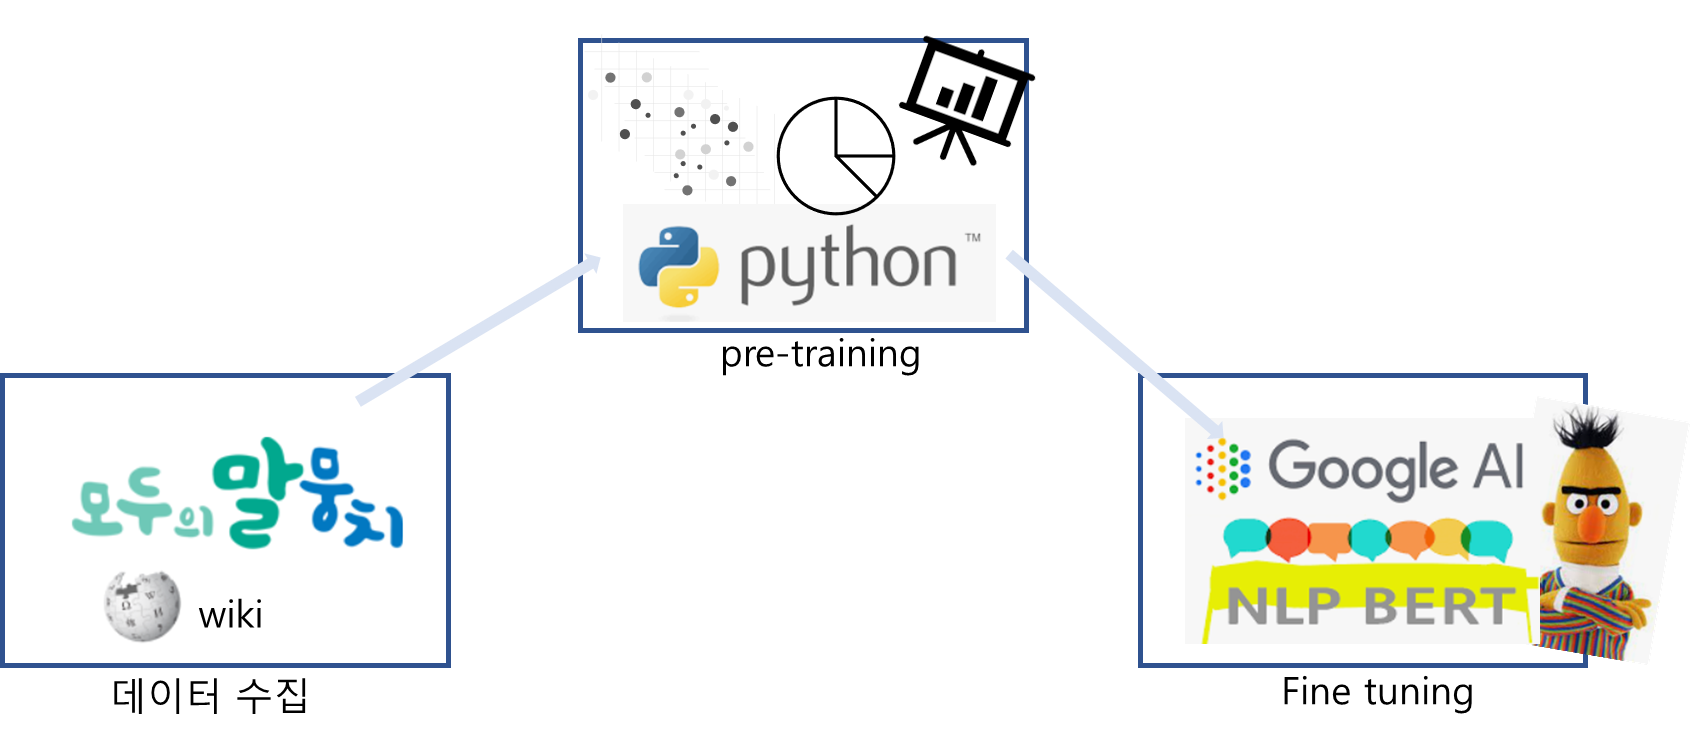 python™
pre-training
모두의 말뭉치
wiki
데이터 수집
Google AI
NLP BERT
Fine tuning